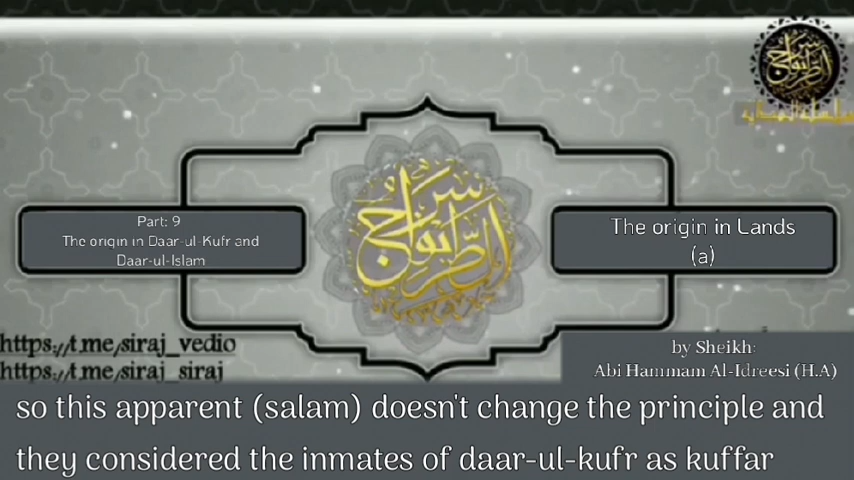 Part: 9
The origin in Daar-ul-Kufr and
Daar-ul-Islam
The origin in Lands
(a)
سراج
الطريق
https://t.me/siraj_vedio
https://t.me/siraj_siraj
by Sheikh:
Abi Hammam Al-Idreesi (H.A)
so this apparent (salam) doesn't change the principle and
they considered the inmates of daar-ul-kufr as kuffar